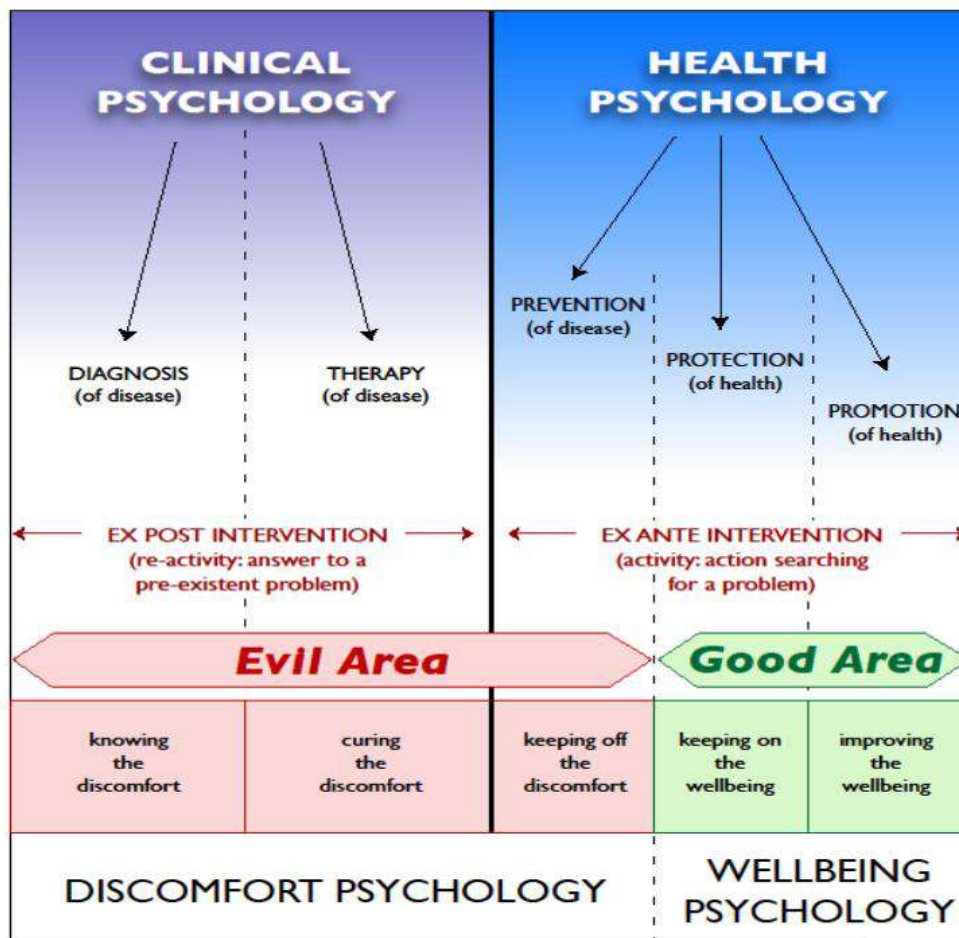 CLINICAL
PSYCHOLOGY
HEALTH
PSYCHOLOGY
DIAGNOSIS
(of disease)
THERAPY
(of disease)
PREVENTION
(of disease)
PROTECTION
(of health)
PROMOTION
(of health)
EX POST INTERVENTION
(re-activity: answer to a
pre-existent problem)
EX ANTE INTERVENTION
(activity: action searching
for a problem)
Evil Area
Good Area
knowing
the
discomfort
curing
the
discomfort
keeping off
the
discomfort
keeping on
the
wellbeing
improving
the
wellbeing
DISCOMFORT PSYCHOLOGY
WELLBEING
PSYCHOLOGY